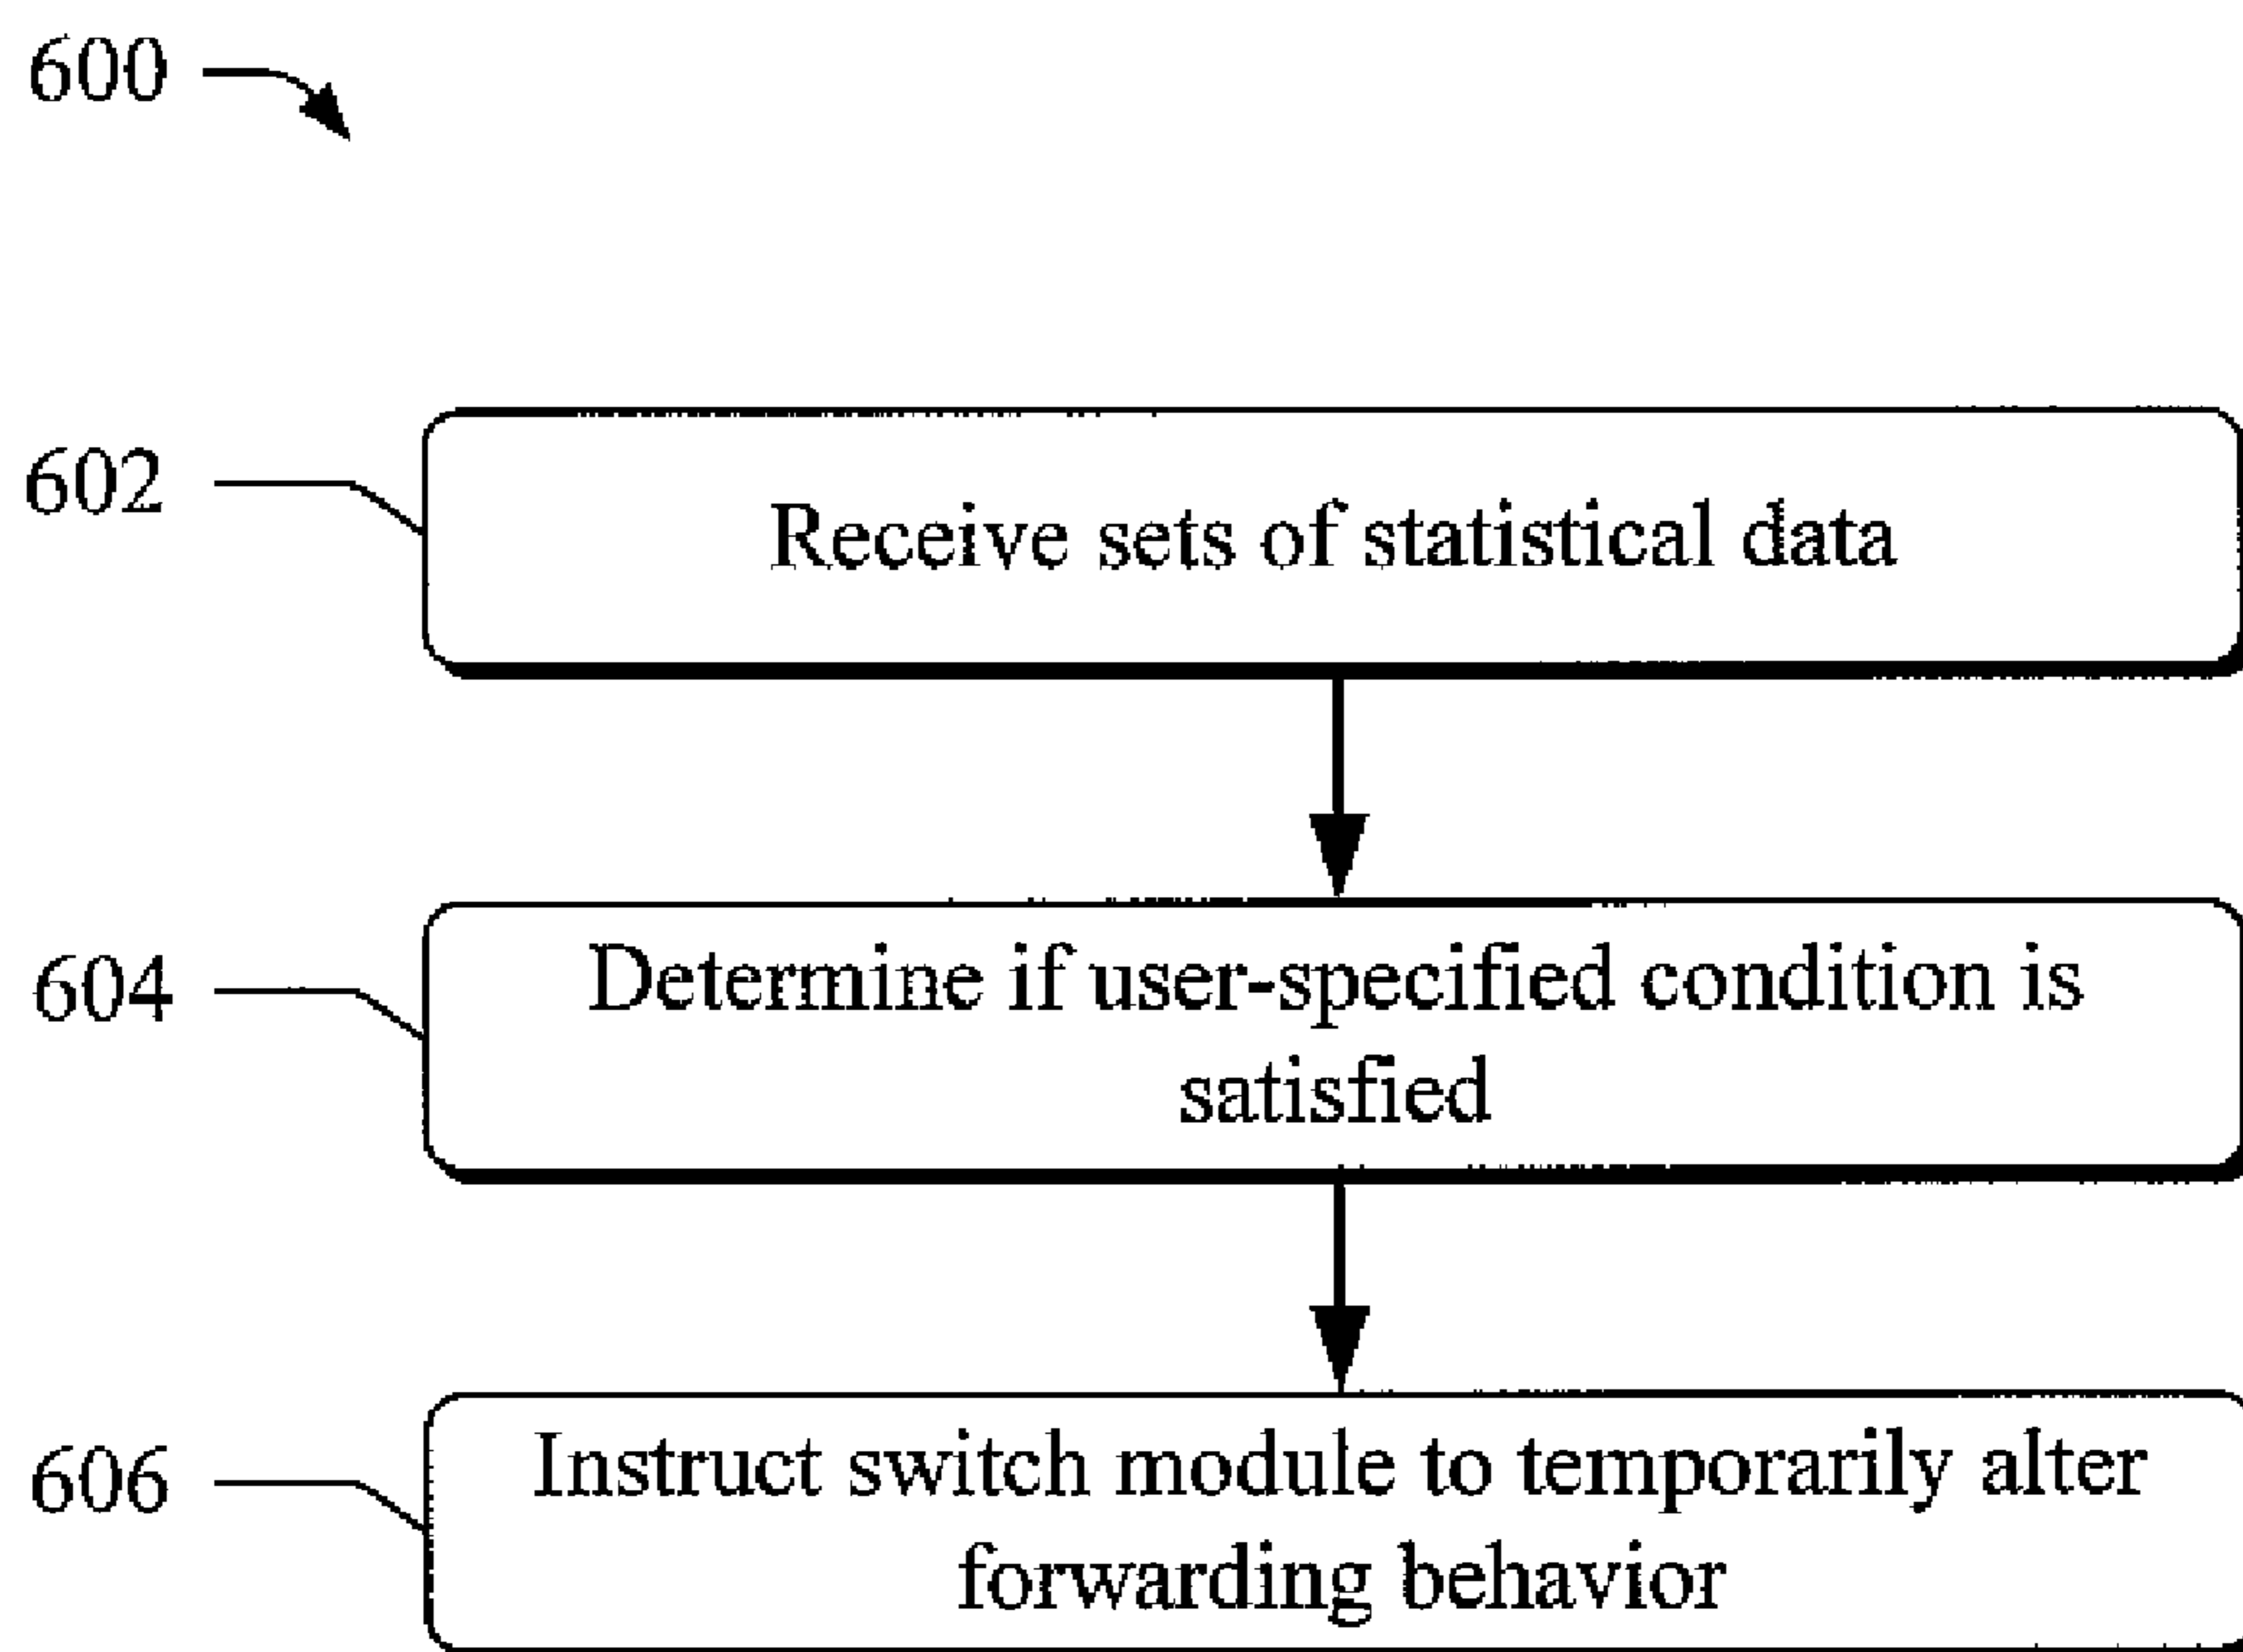 600
602
Receive sets of statistical data
604
Determine if user-specified condition is
satisfied
606
Instruct switch module to temporarily alter
forwarding behavior